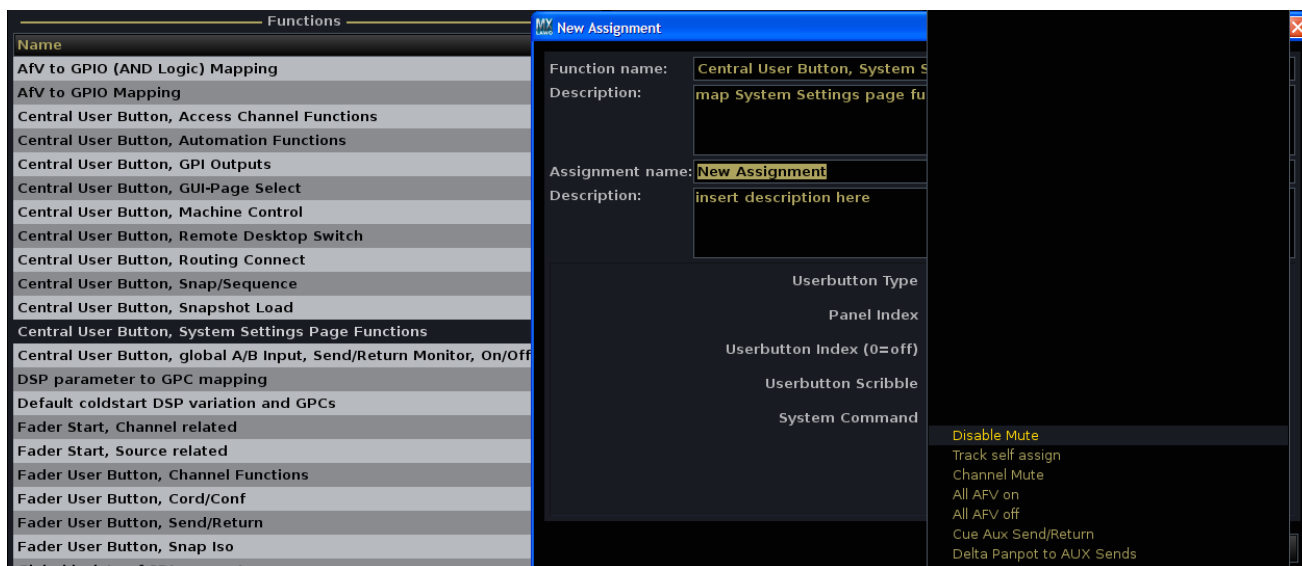 Functions
Name
AfV to GPIO (AND Logic) Mapping
AfV to GPIO Mapping
Central User Button, Access Channel Functions
Central User Button, Automation Functions
Central User Button, GPI Outputs
Central User Button, GUI-Page Select
Central User Button, Machine Control
Central User Button, Remote Desktop Switch
Central User Button, Routing Connect
Central User Button, Snap/Sequence
Central User Button, Snapshot Load
Central User Button, System Settings Page Functions
Central User Button, global A/B Input, Send/Return Monitor, On/Off
DSP parameter to GPC mapping
Default coldstart DSP variation and GPCs
Fader Start, Channel related
Fader Start, Source related
Fader User Button, Channel Functions
Fader User Button, Cord/Conf
Fader User Button, Send/Return
Fader User Button, Snap Iso
New Assignment
Function name: Central User Button, System S
Description: map System Settings page fu
Assignment name: New Assignment
Description: insert description here
Userbutton Type
Panel Index
Userbutton Index (0=off)
Userbutton Scribble
System Command
Disable Mute
Track self assign
Channel Mute
All AFV on
All AFV off
Cue Aux Send/Return
Delta Panpot to AUX Sends